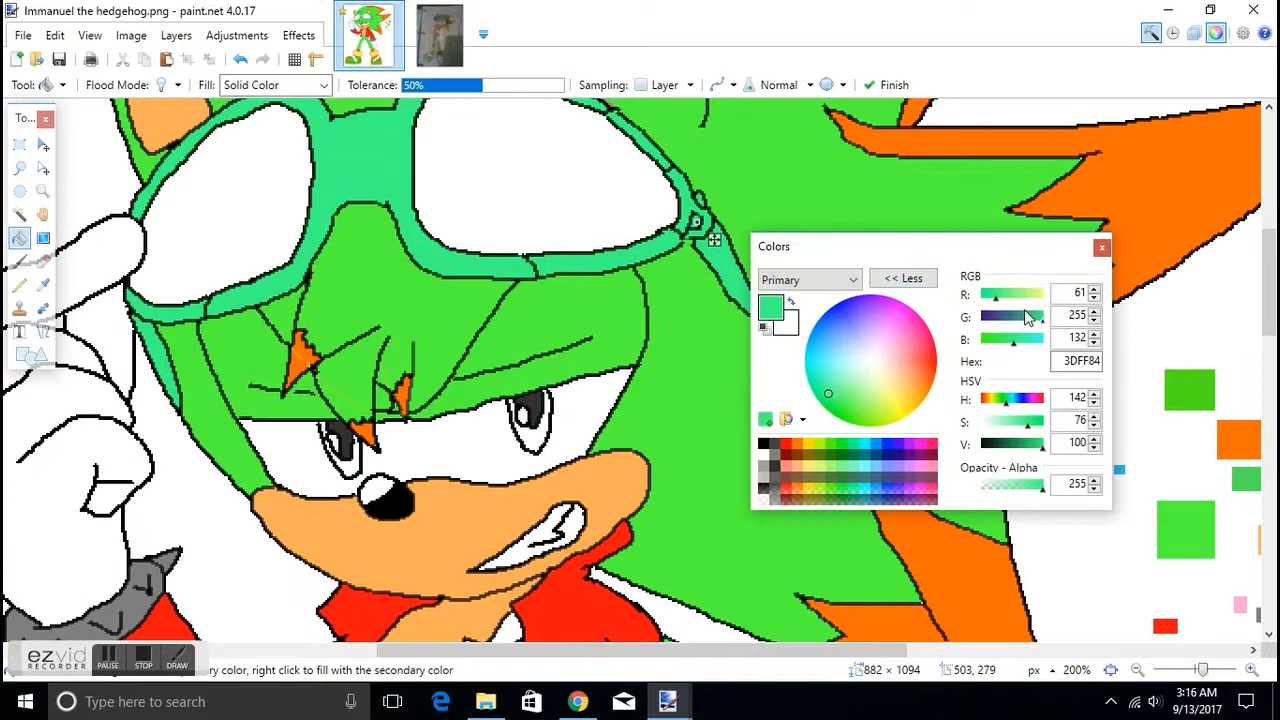 Immanuel the hedgehog.png - paint.net 4.0.17
File Edit View Image Layers Adjustments Effects
Tool: Flood Mode: Fill: Solid Color Tolerance: 50% Sampling: Layer Normal Finish
To...
Colors
Primary << Less
RGB
R: 61
G: 255
B: 132
Hex: 3DFF84
HSV
H: 142
S: 76
V: 100
Opacity - Alpha
255
ezvid RECORDER PAUSE STOP DRAW
ry color, right click to fill with the secondary color
882 × 1094 503, 279 px 200%
Type here to search
3:16 AM
9/13/2017